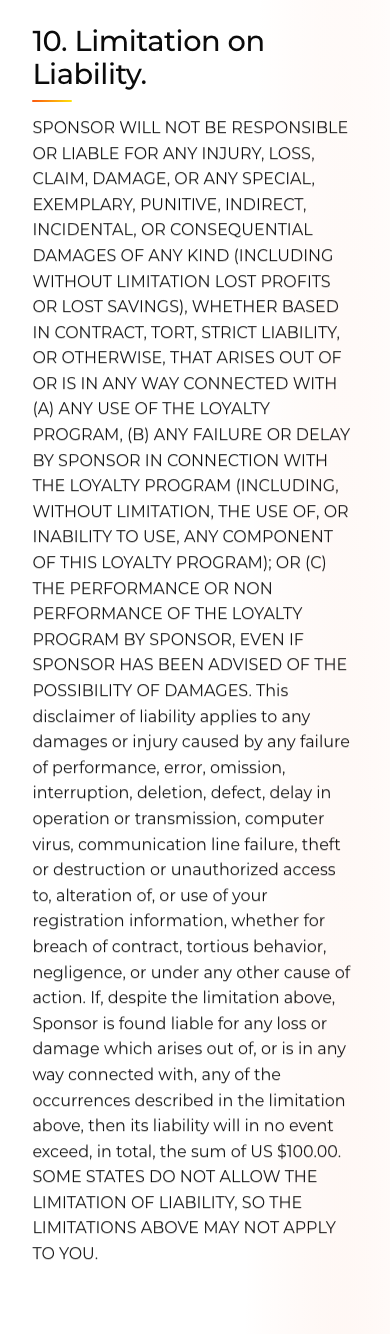 10. Limitation on
Liability.
SPONSOR WILL NOT BE RESPONSIBLE
OR LIABLE FOR ANY INJURY, LOSS,
CLAIM, DAMAGE, OR ANY SPECIAL,
EXEMPLARY, PUNITIVE, INDIRECT,
INCIDENTAL, OR CONSEQUENTIAL
DAMAGES OF ANY KIND (INCLUDING
WITHOUT LIMITATION LOST PROFITS
OR LOST SAVINGS), WHETHER BASED
IN CONTRACT, TORT, STRICT LIABILITY,
OR OTHERWISE, THAT ARISES OUT OF
OR IS IN ANY WAY CONNECTED WITH
(A) ANY USE OF THE LOYALTY
PROGRAM, (B) ANY FAILURE OR DELAY
BY SPONSOR IN CONNECTION WITH
THE LOYALTY PROGRAM (INCLUDING,
WITHOUT LIMITATION, THE USE OF, OR
INABILITY TO USE, ANY COMPONENT
OF THIS LOYALTY PROGRAM); OR (C)
THE PERFORMANCE OR NON
PERFORMANCE OF THE LOYALTY
PROGRAM BY SPONSOR, EVEN IF
SPONSOR HAS BEEN ADVISED OF THE
POSSIBILITY OF DAMAGES. This
disclaimer of liability applies to any
damages or injury caused by any failure
of performance, error, omission,
interruption, deletion, defect, delay in
operation or transmission, computer
virus, communication line failure, theft
or destruction or unauthorized access
to, alteration of, or use of your
registration information, whether for
breach of contract, tortious behavior,
negligence, or under any other cause of
action. If, despite the limitation above,
Sponsor is found liable for any loss or
damage which arises out of, or is in any
way connected with, any of the
occurrences described in the limitation
above, then its liability will in no event
exceed, in total, the sum of US $100.00.
SOME STATES DO NOT ALLOW THE
LIMITATION OF LIABILITY, SO THE
LIMITATIONS ABOVE MAY NOT APPLY
TO YOU.